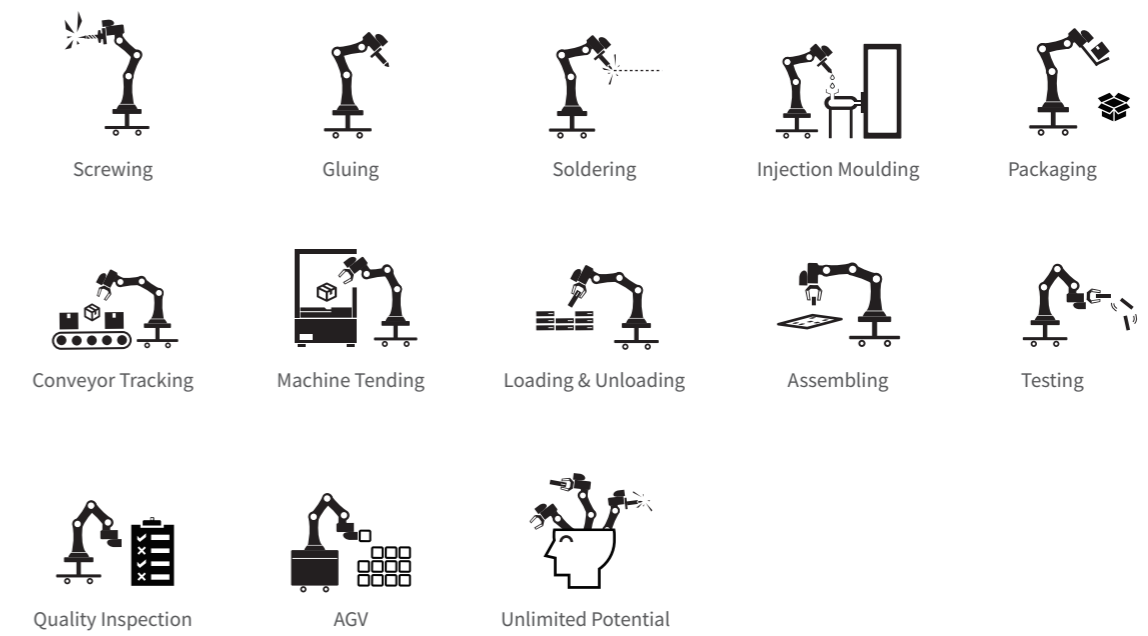 Screwing
Gluing
Soldering
Injection Moulding
Packaging
Conveyor Tracking
Machine Tending
Loading & Unloading
Assembling
Testing
Quality Inspection
AGV
Unlimited Potential